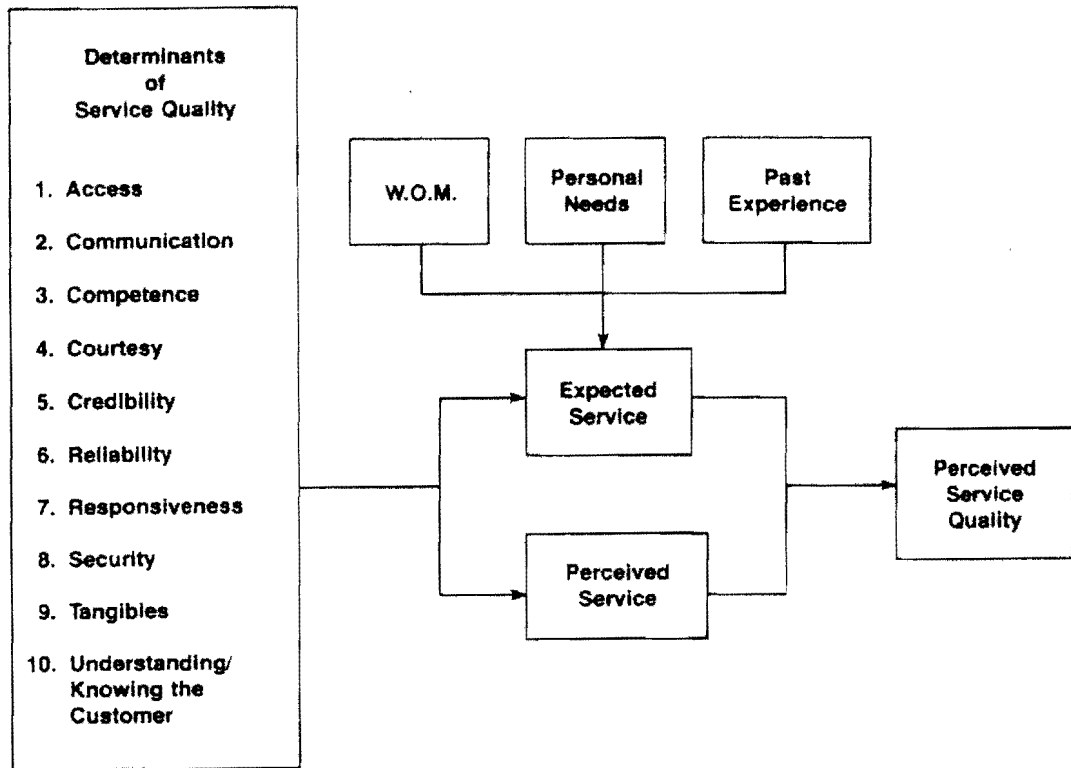 Determinants
of
Service Quality
1. Access
2. Communication
3. Competence
4. Courtesy
5. Credibility
6. Reliability
7. Responsiveness
8. Security
9. Tangibles
10. Understanding/
Knowing the
Customer
W.O.M.
Personal
Needs
Past
Experience
Expected
Service
Perceived
Service
Perceived
Service
Quality